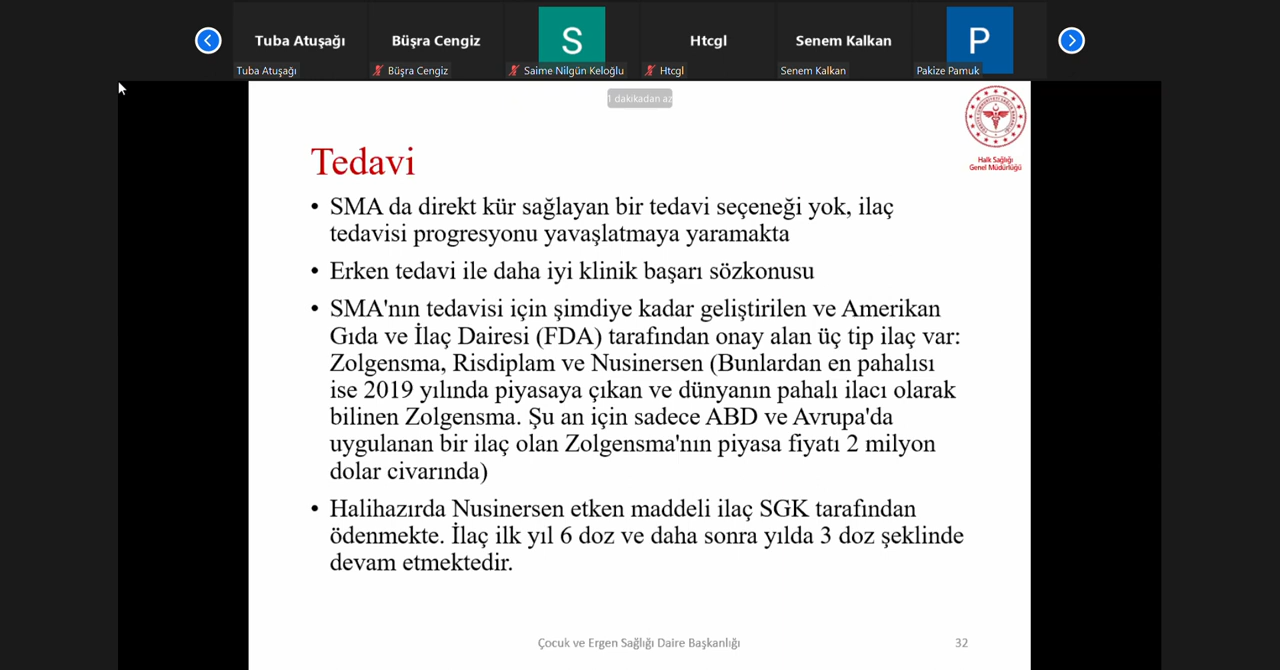 Tuba Atuşağı
Büşra Cengiz
S
Htcgl
Senem Kalkan
P
Tuba Atuşağı
Büşra Cengiz
Saime Nilgün Keloğlu
Htcgl
Senem Kalkan
Pakize Pamuk
1 dakikadan az
Halk Sağlığı
Genel Müdürlüğü
Tedavi
• SMA da direkt kür sağlayan bir tedavi seçeneği yok, ilaç
tedavisi progresyonu yavaşlatmaya yaramakta
• Erken tedavi ile daha iyi klinik başarı sözkonusu
• SMA'nın tedavisi için şimdiye kadar geliştirilen ve Amerikan
Gıda ve İlaç Dairesi (FDA) tarafından onay alan üç tip ilaç var:
Zolgensma, Risdiplam ve Nusinersen (Bunlardan en pahalısı
ise 2019 yılında piyasaya çıkan ve dünyanın pahalı ilacı olarak
bilinen Zolgensma. Şu an için sadece ABD ve Avrupa'da
uygulanan bir ilaç olan Zolgensma'nın piyasa fiyatı 2 milyon
dolar civarında)
• Halihazırda Nusinersen etken maddeli ilaç SGK tarafından
ödenmekte. İlaç ilk yıl 6 doz ve daha sonra yılda 3 doz şeklinde
devam etmektedir.
Çocuk ve Ergen Sağlığı Daire Başkanlığı
32